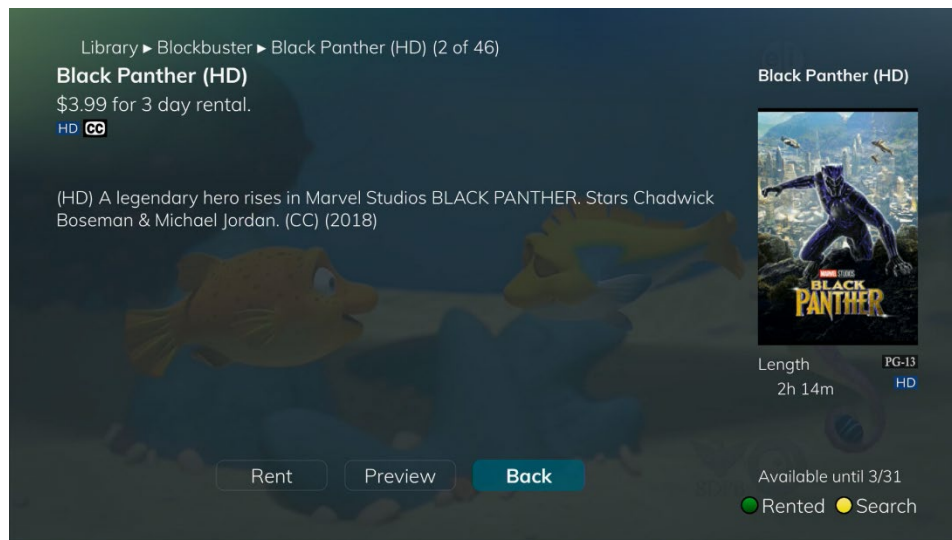 Library ▸ Blockbuster ▸ Black Panther (HD) (2 of 46)
Black Panther (HD)
$3.99 for 3 day rental.
HD CC
(HD) A legendary hero rises in Marvel Studios BLACK PANTHER. Stars Chadwick
Boseman & Michael Jordan. (CC) (2018)
Black Panther (HD)
MARVEL STUDIOS
BLACK
PANTHER
Length PG-13
2h 14m HD
Rent Preview Back
Available until 3/31
Rented Search